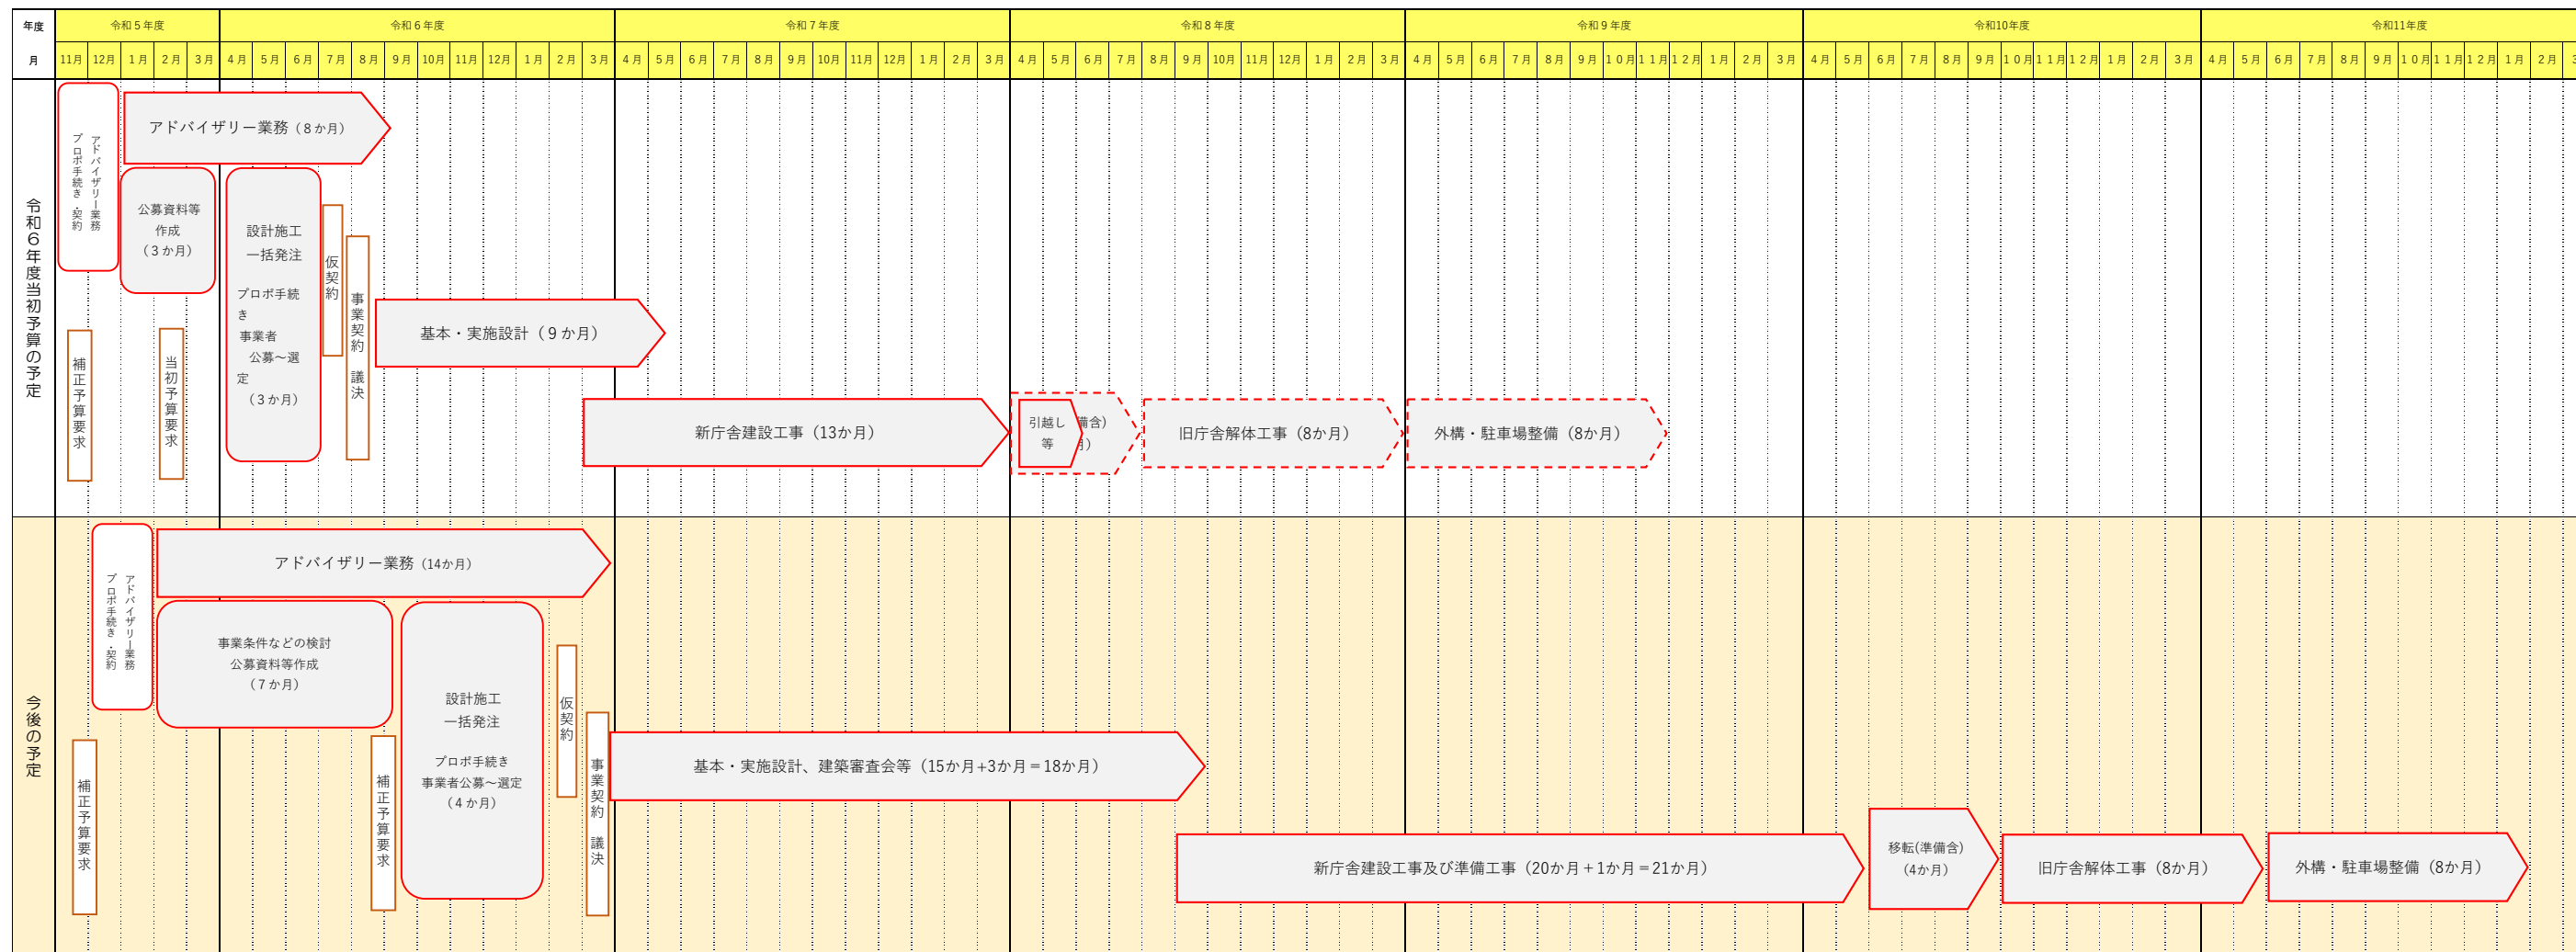 年度 令和５年度 令和６年度 令和７年度 令和８年度 令和９年度 令和10年度 令和11年度
月 11月 12月 １月 ２月 ３月 ４月 ５月 ６月 ７月 ８月 ９月 10月 11月 12月 １月 ２月 ３月 ４月 ５月 ６月 ７月 ８月 ９月 10月 11月 12月 １月 ２月 ３月 ４月 ５月 ６月 ７月 ８月 ９月 10月 11月 12月 １月 ２月 ３月 ４月 ５月 ６月 ７月 ８月 ９月 １０月 １１月 １２月 １月 ２月 ３月 ４月 ５月 ６月 ７月 ８月 ９月 １０月 １１月 １２月 １月 ２月 ３月 ４月 ５月 ６月 ７月 ８月 ９月 １０月 １１月 １２月 １月 ２月
令和６年度当初予算の予定
アドバイザリー業務
プロポ手続き・契約
アドバイザリー業務（８か月）
公募資料等
作成
（３か月）
設計施工
一括発注
プロポ手続
き
事業者
公募～選
定
（３か月）
仮契約
事業契約　議決
補正予算要求
当初予算要求
基本・実施設計（９か月）
新庁舎建設工事（13か月）
引越し
等
備含)
月）
旧庁舎解体工事（8か月）
外構・駐車場整備（8か月）
今後の予定
アドバイザリー業務
プロポ手続き・契約
アドバイザリー業務（14か月）
事業条件などの検討
公募資料等作成
（７か月）
設計施工
一括発注
プロポ手続き
事業者公募～選定
（４か月）
仮契約
事業契約　議決
補正予算要求
補正予算要求
基本・実施設計、建築審査会等（15か月+3か月＝18か月）
新庁舎建設工事及び準備工事（20か月＋1か月＝21か月）
移転(準備含)
（4か月）
旧庁舎解体工事（8か月）
外構・駐車場整備（8か月）